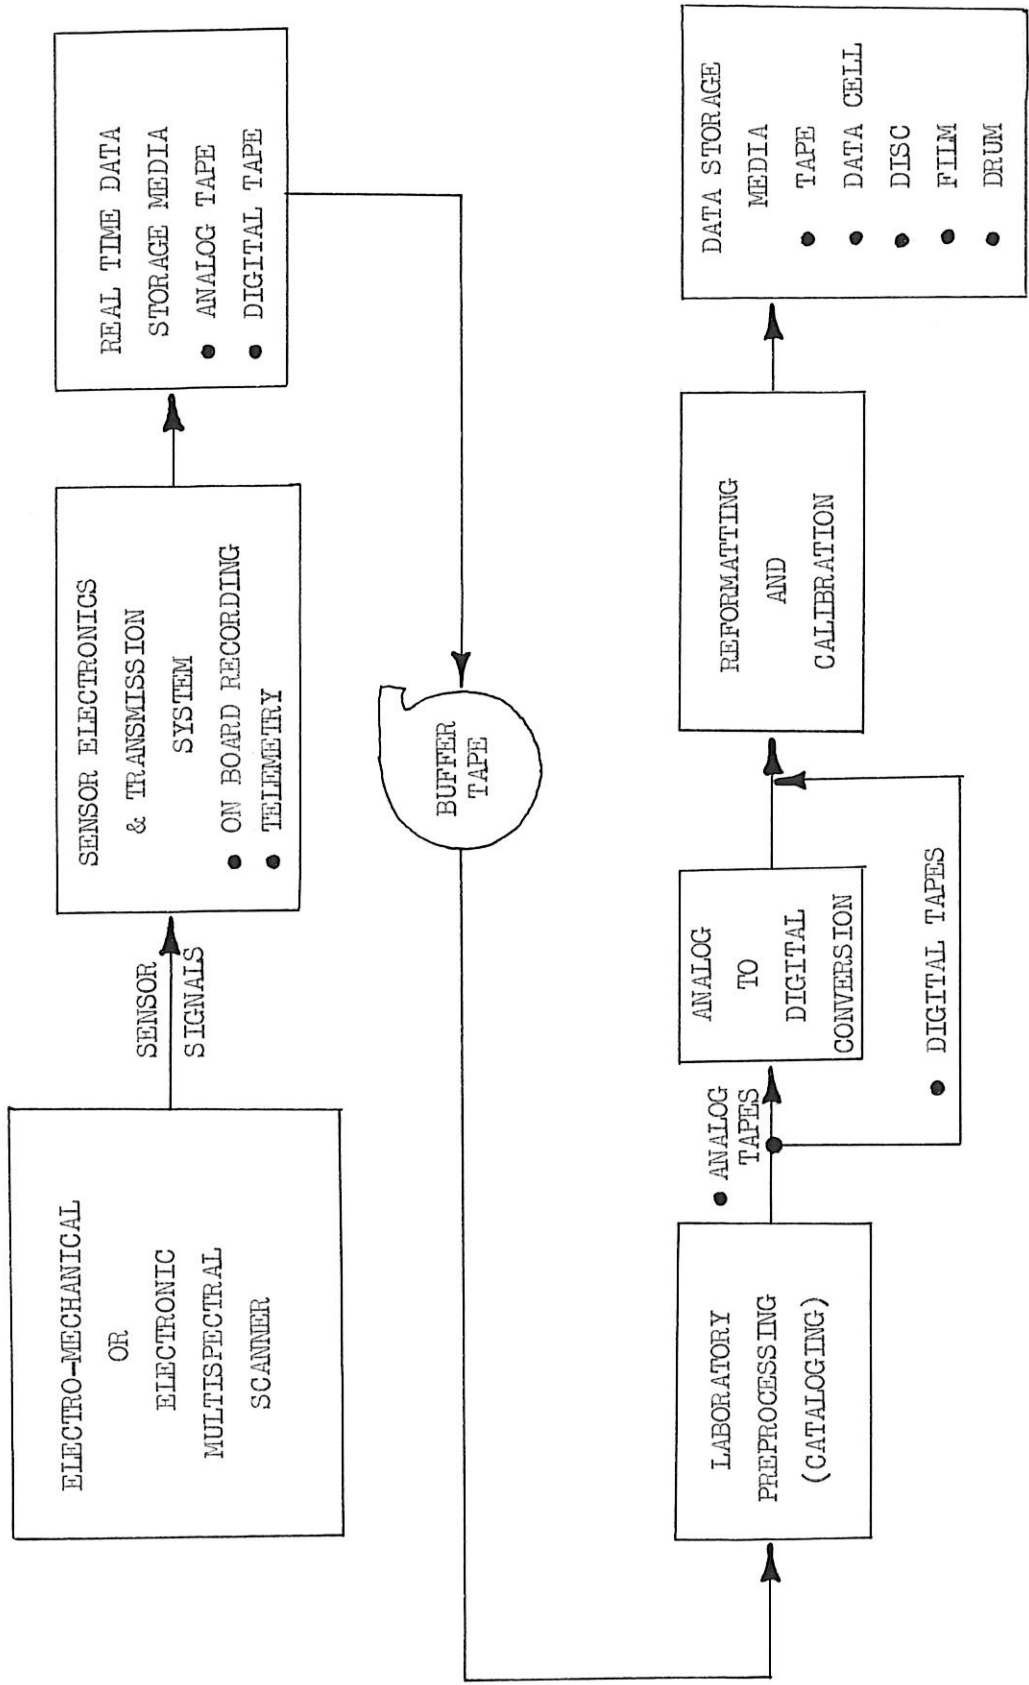 ELECTRO-MECHANICAL
OR
ELECTRONIC
MULTISPECTRAL
SCANNER
SENSOR
SIGNALS
SENSOR ELECTRONICS
& TRANSMISSION
SYSTEM
● ON BOARD RECORDING
● TELEMETRY
REAL TIME DATA
STORAGE MEDIA
● ANALOG TAPE
● DIGITAL TAPE
BUFFER
TAPE
LABORATORY
PREPROCESSING
(CATALOGING)
● ANALOG
TAPES
ANALOG
TO
DIGITAL
CONVERSION
● DIGITAL TAPES
REFORMATTING
AND
CALIBRATION
DATA STORAGE
MEDIA
● TAPE
● DATA CELL
● DISC
● FILM
● DRUM